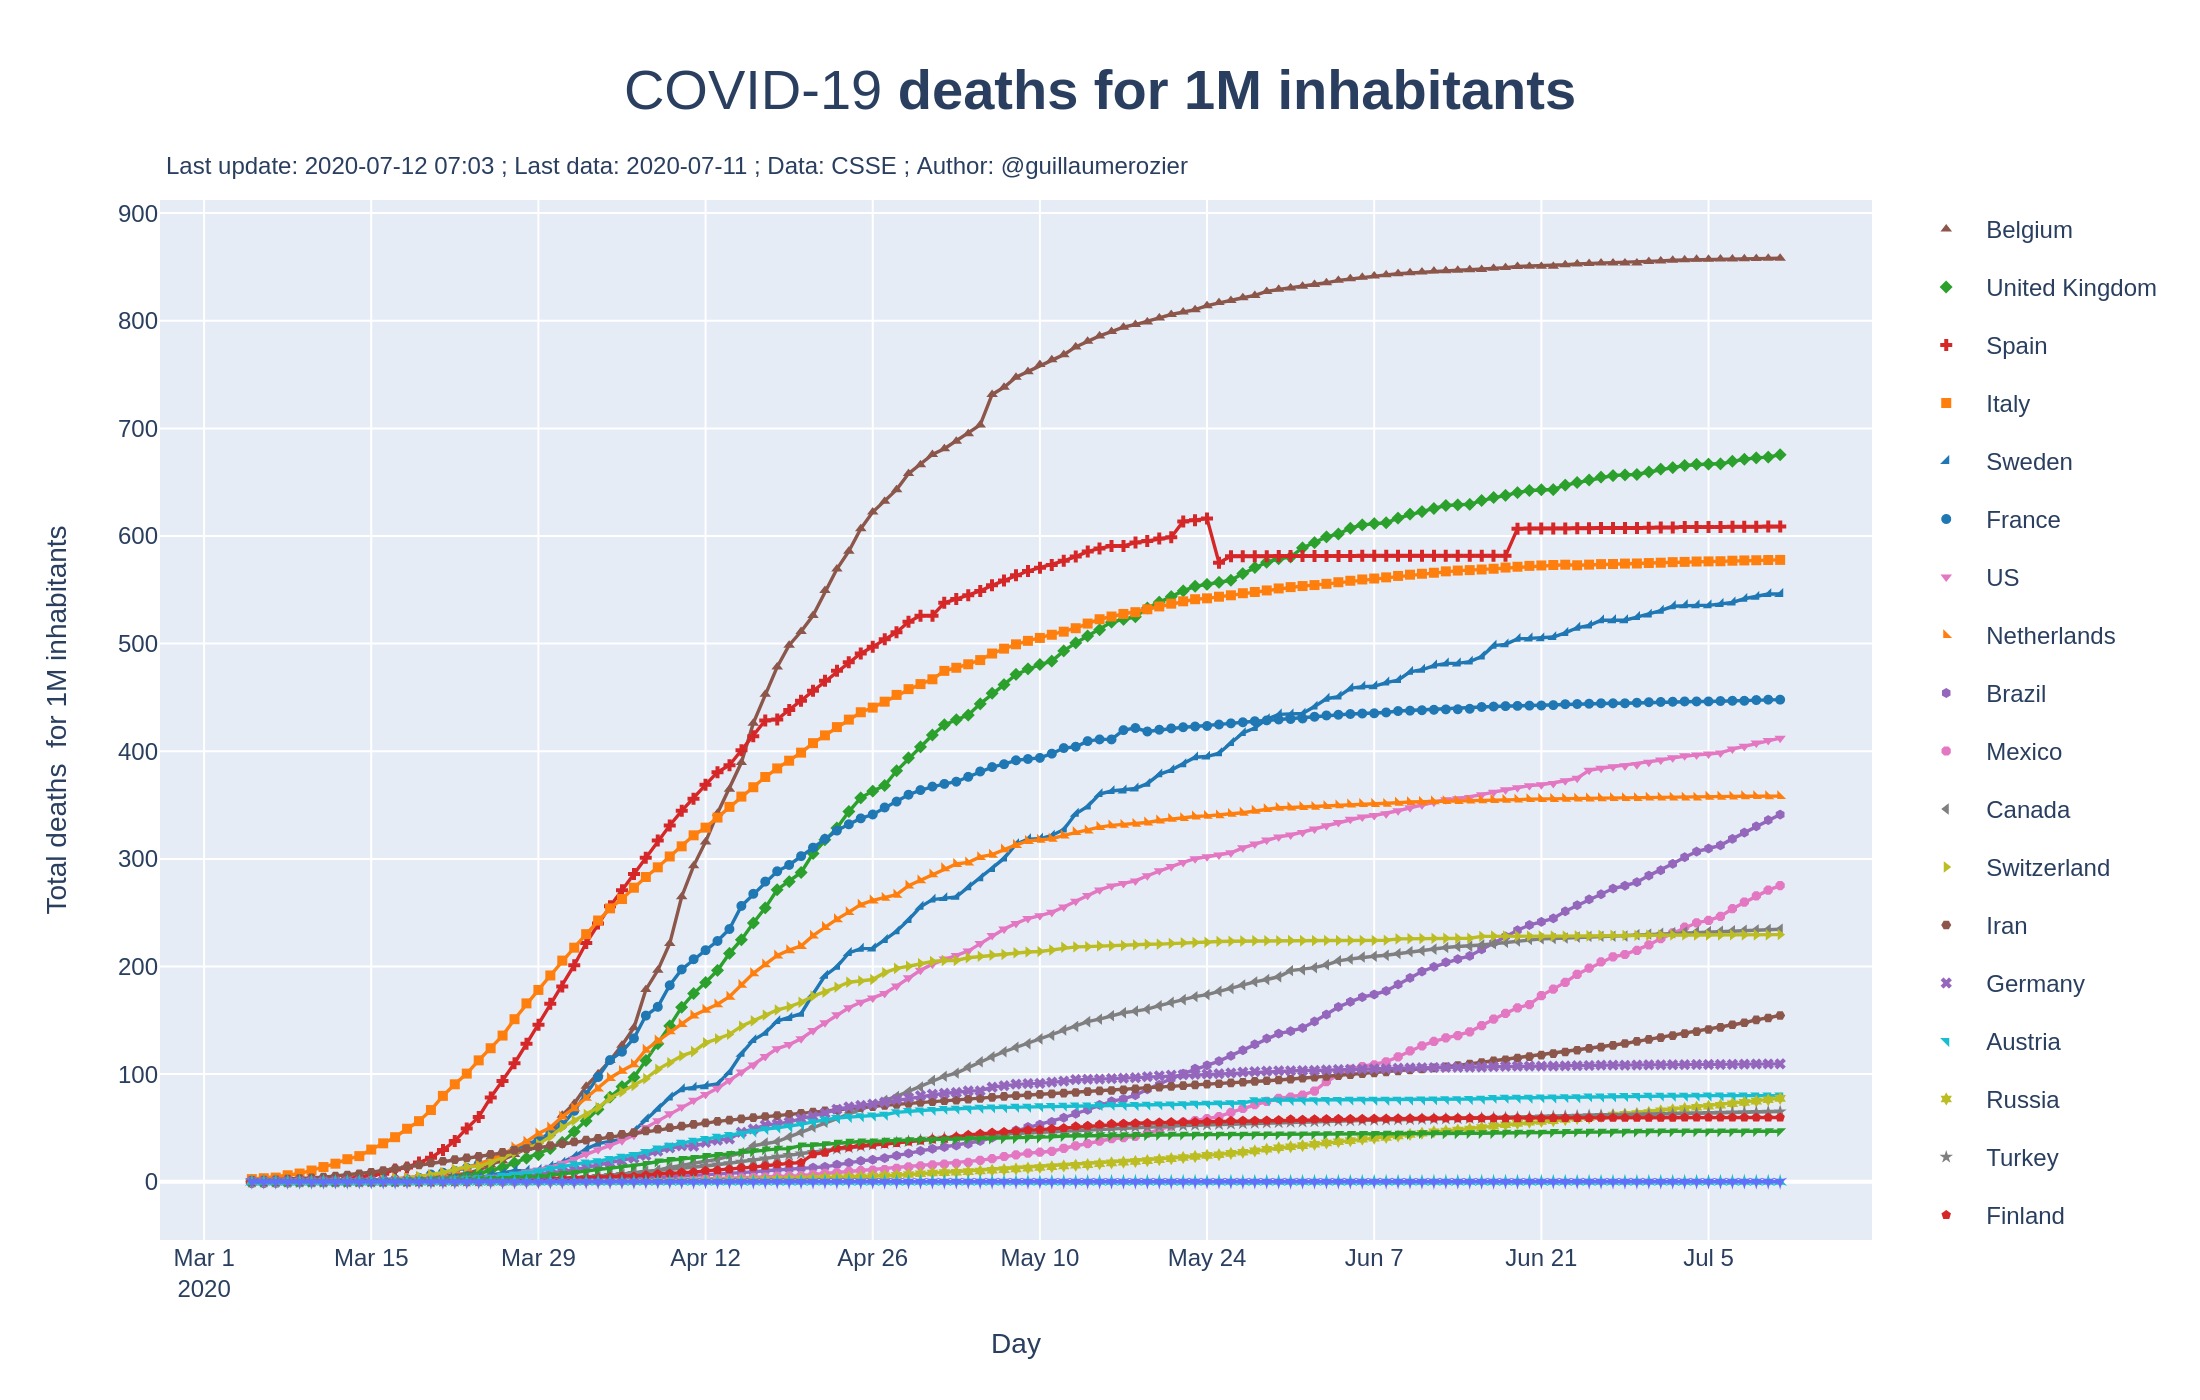 COVID-19 deaths for 1M inhabitants
Last update: 2020-07-12 07:03 ; Last data: 2020-07-11 ; Data: CSSE ; Author: @guillaumerozier
900
800
700
600
500
400
300
200
100
0
Total deaths for 1M inhabitants
Mar 1
2020
Mar 15
Mar 29
Apr 12
Apr 26
May 10
May 24
Jun 7
Jun 21
Jul 5
Day
Belgium
United Kingdom
Spain
Italy
Sweden
France
US
Netherlands
Brazil
Mexico
Canada
Switzerland
Iran
Germany
Austria
Russia
Turkey
Finland